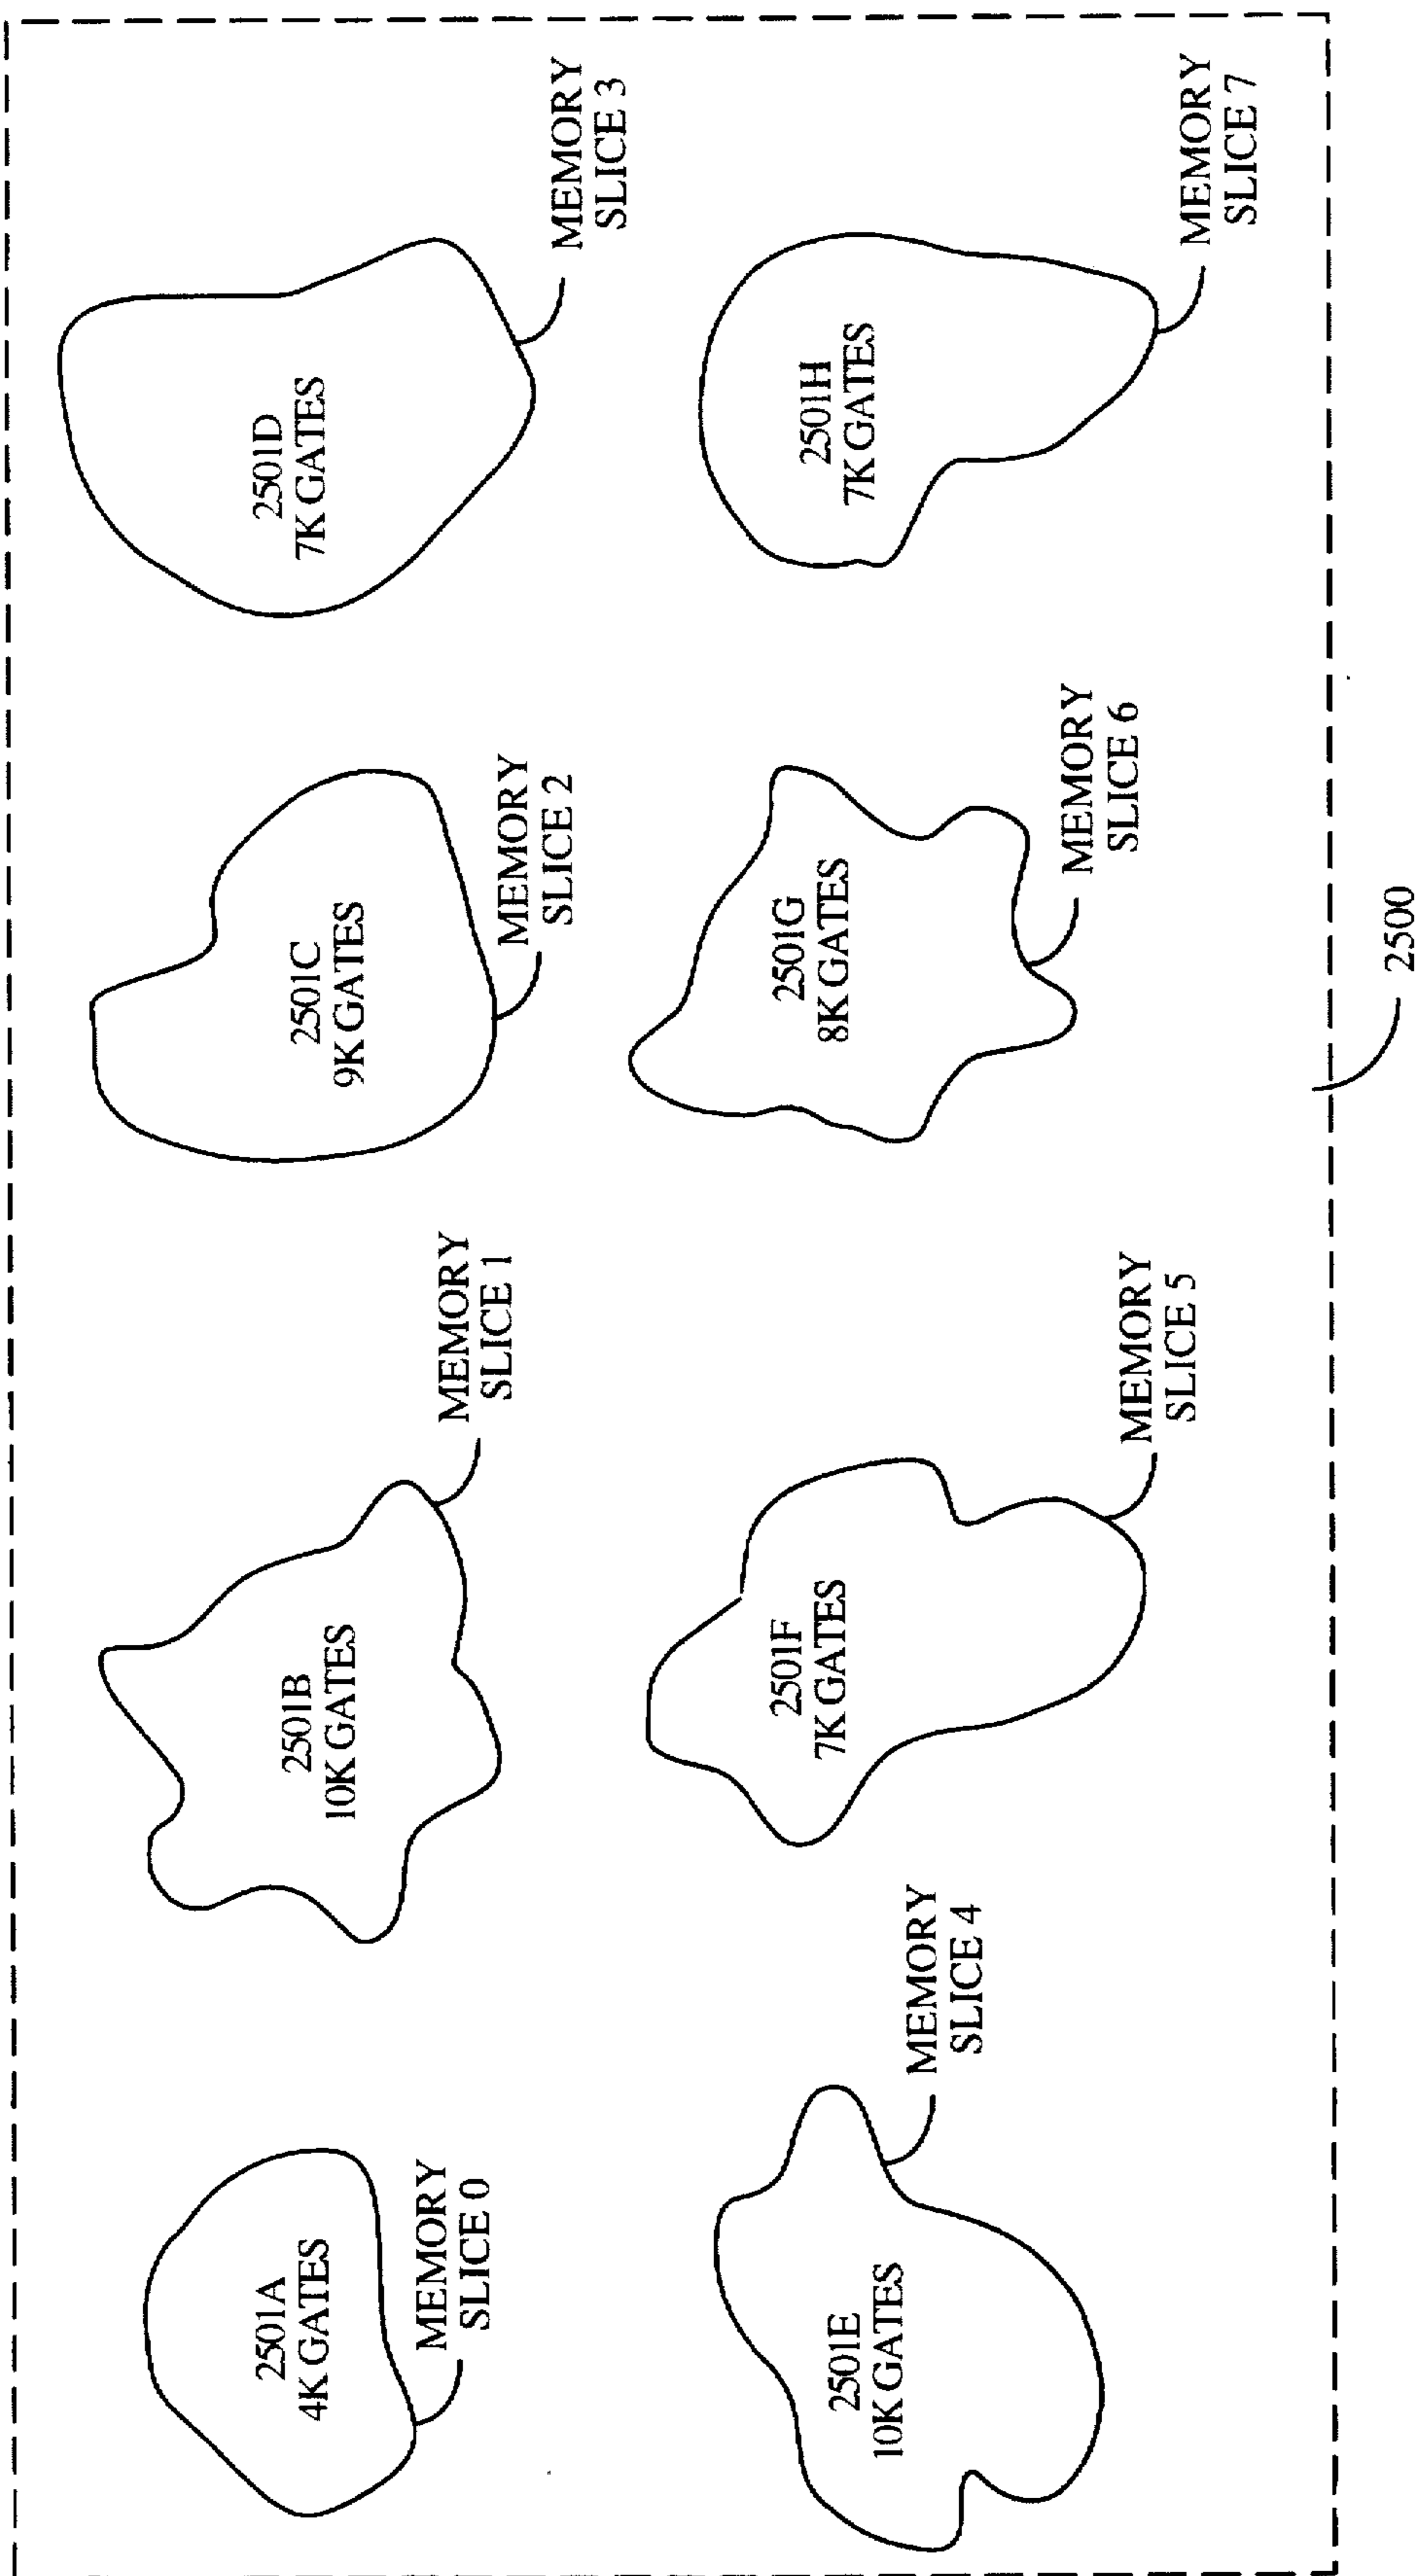 2501A
4K GATES
MEMORY
SLICE 0
2501B
10K GATES
MEMORY
SLICE 1
2501C
9K GATES
MEMORY
SLICE 2
2501D
7K GATES
MEMORY
SLICE 3
2501E
10K GATES
MEMORY
SLICE 4
2501F
7K GATES
MEMORY
SLICE 5
2501G
8K GATES
MEMORY
SLICE 6
2501H
7K GATES
MEMORY
SLICE 7
2500